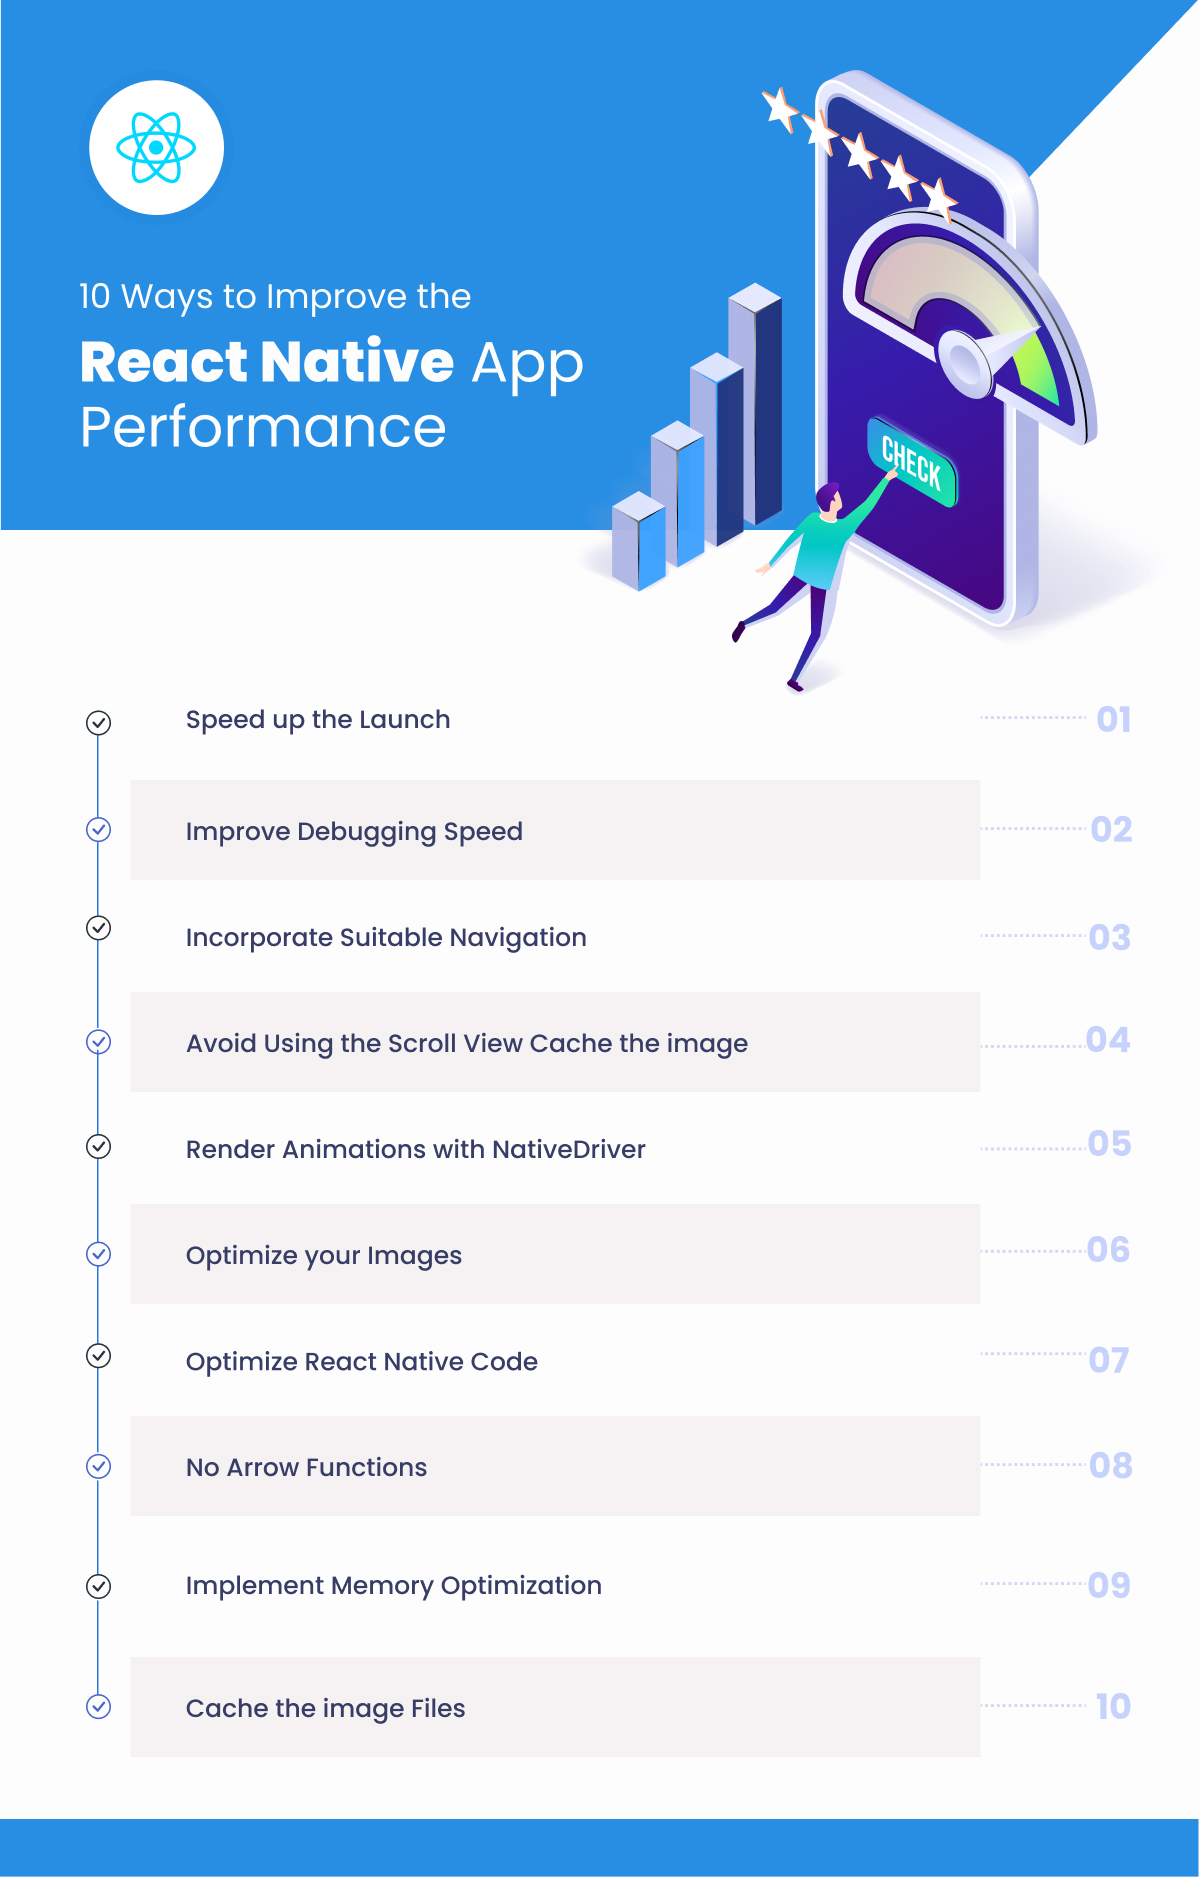 10 Ways to Improve the
React Native App
Performance
CHECK
Speed up the Launch 01
Improve Debugging Speed 02
Incorporate Suitable Navigation 03
Avoid Using the Scroll View Cache the image 04
Render Animations with NativeDriver 05
Optimize your Images 06
Optimize React Native Code 07
No Arrow Functions 08
Implement Memory Optimization 09
Cache the image Files 10